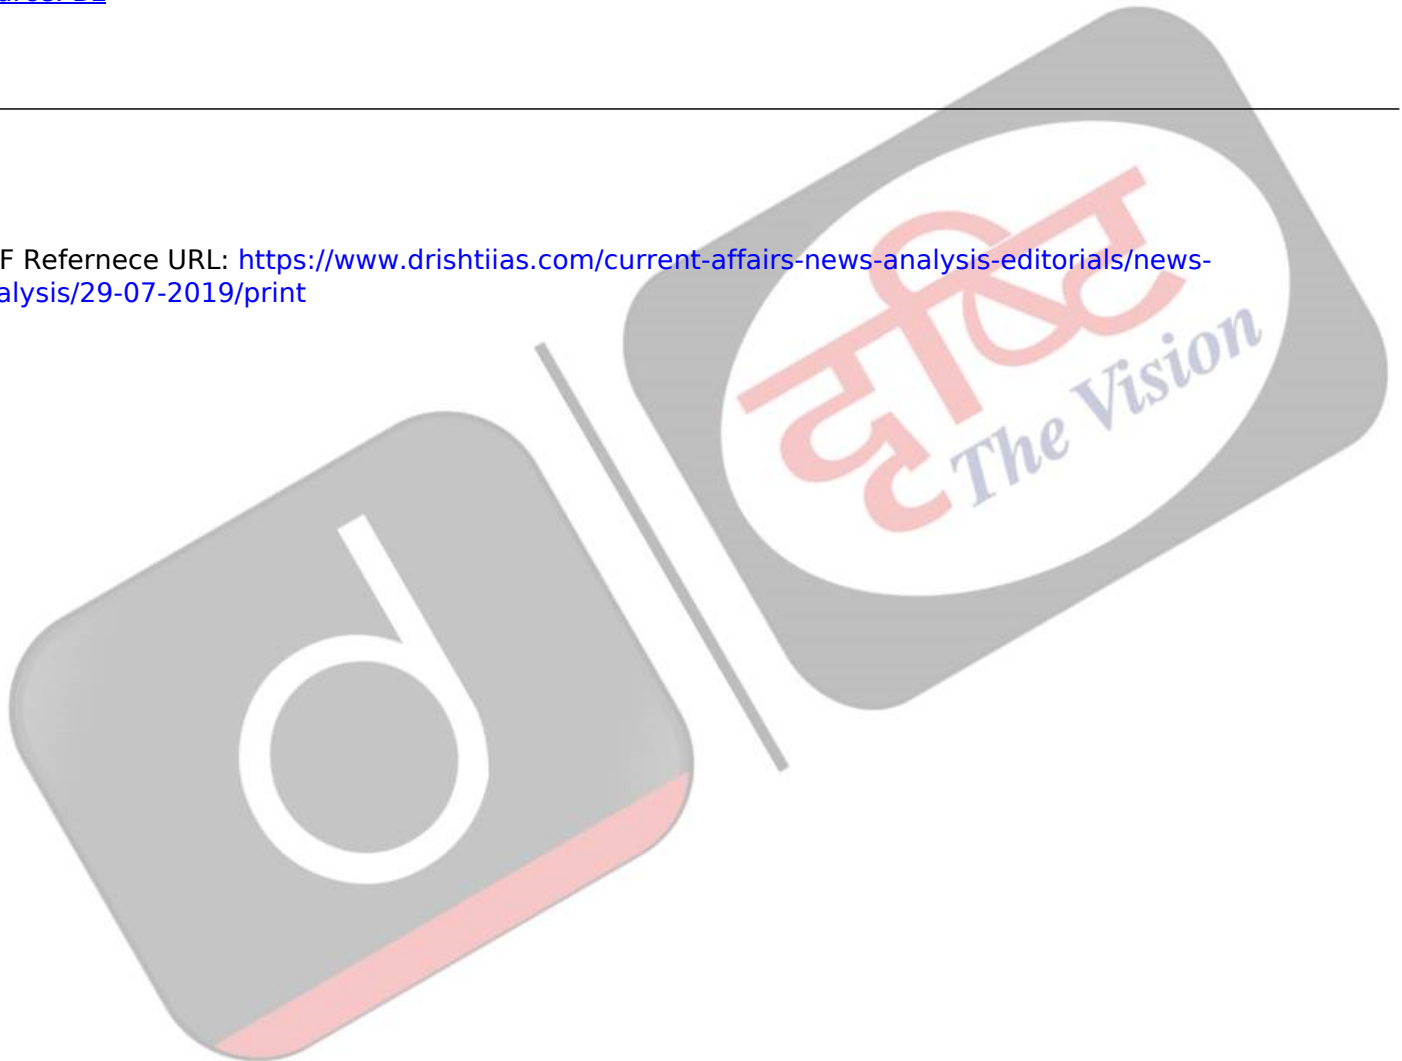 F Refernece URL: https://www.drishtiias.com/current-affairs-news-analysis-editorials/news-
alysis/29-07-2019/print
दृष्टि
The Vision
d